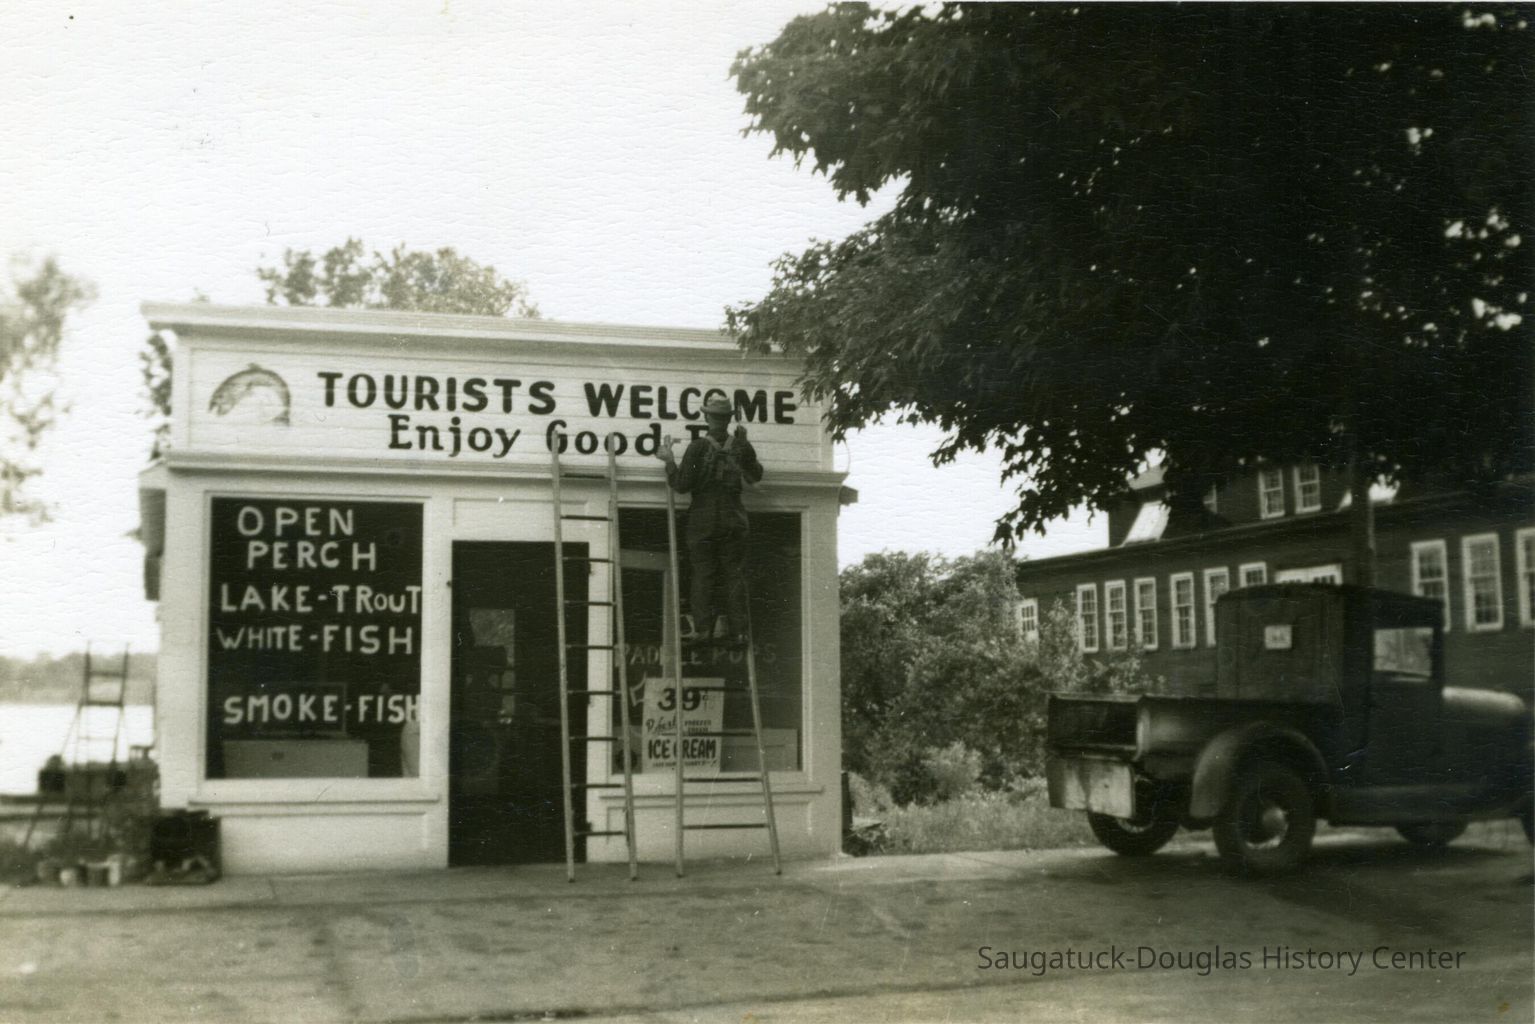 TOURISTS WELCOME
Enjoy Good
OPEN
PERCH
LAKE-TROUT
WHITE-FISH
SMOKE-FISH
39¢
ICE CREAM
Saugatuck-Douglas History Center